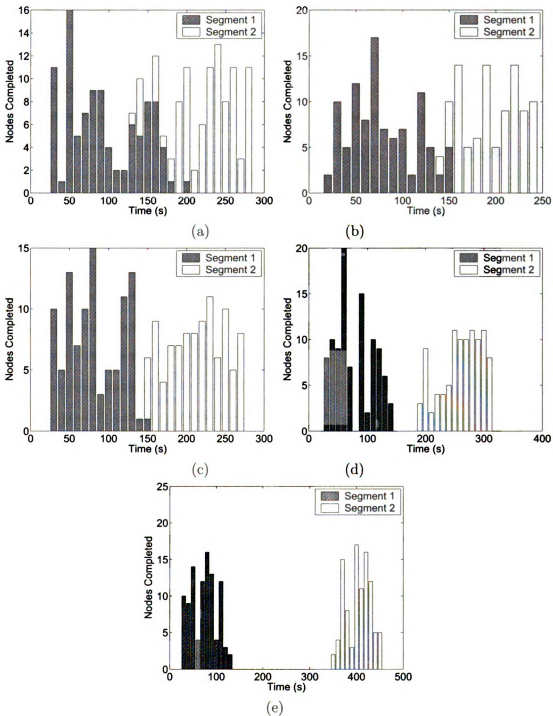 16
14
12
10
8
6
4
2
0
Nodes Completed
0 50 100 150 200 250 300
Time (s)
Segment 1
Segment 2
(a)
20
15
10
5
0
Nodes Completed
0 50 100 150 200 250
Time (s)
Segment 1
Segment 2
(b)
15
10
5
0
Nodes Completed
0 50 100 150 200 250 300
Time (s)
Segment 1
Segment 2
(c)
20
15
10
5
0
Nodes Completed
0 100 200 300 400
Time (s)
Segment 1
Segment 2
(d)
25
20
15
10
5
0
Nodes Completed
0 100 200 300 400 500
Time (s)
Segment 1
Segment 2
(e)